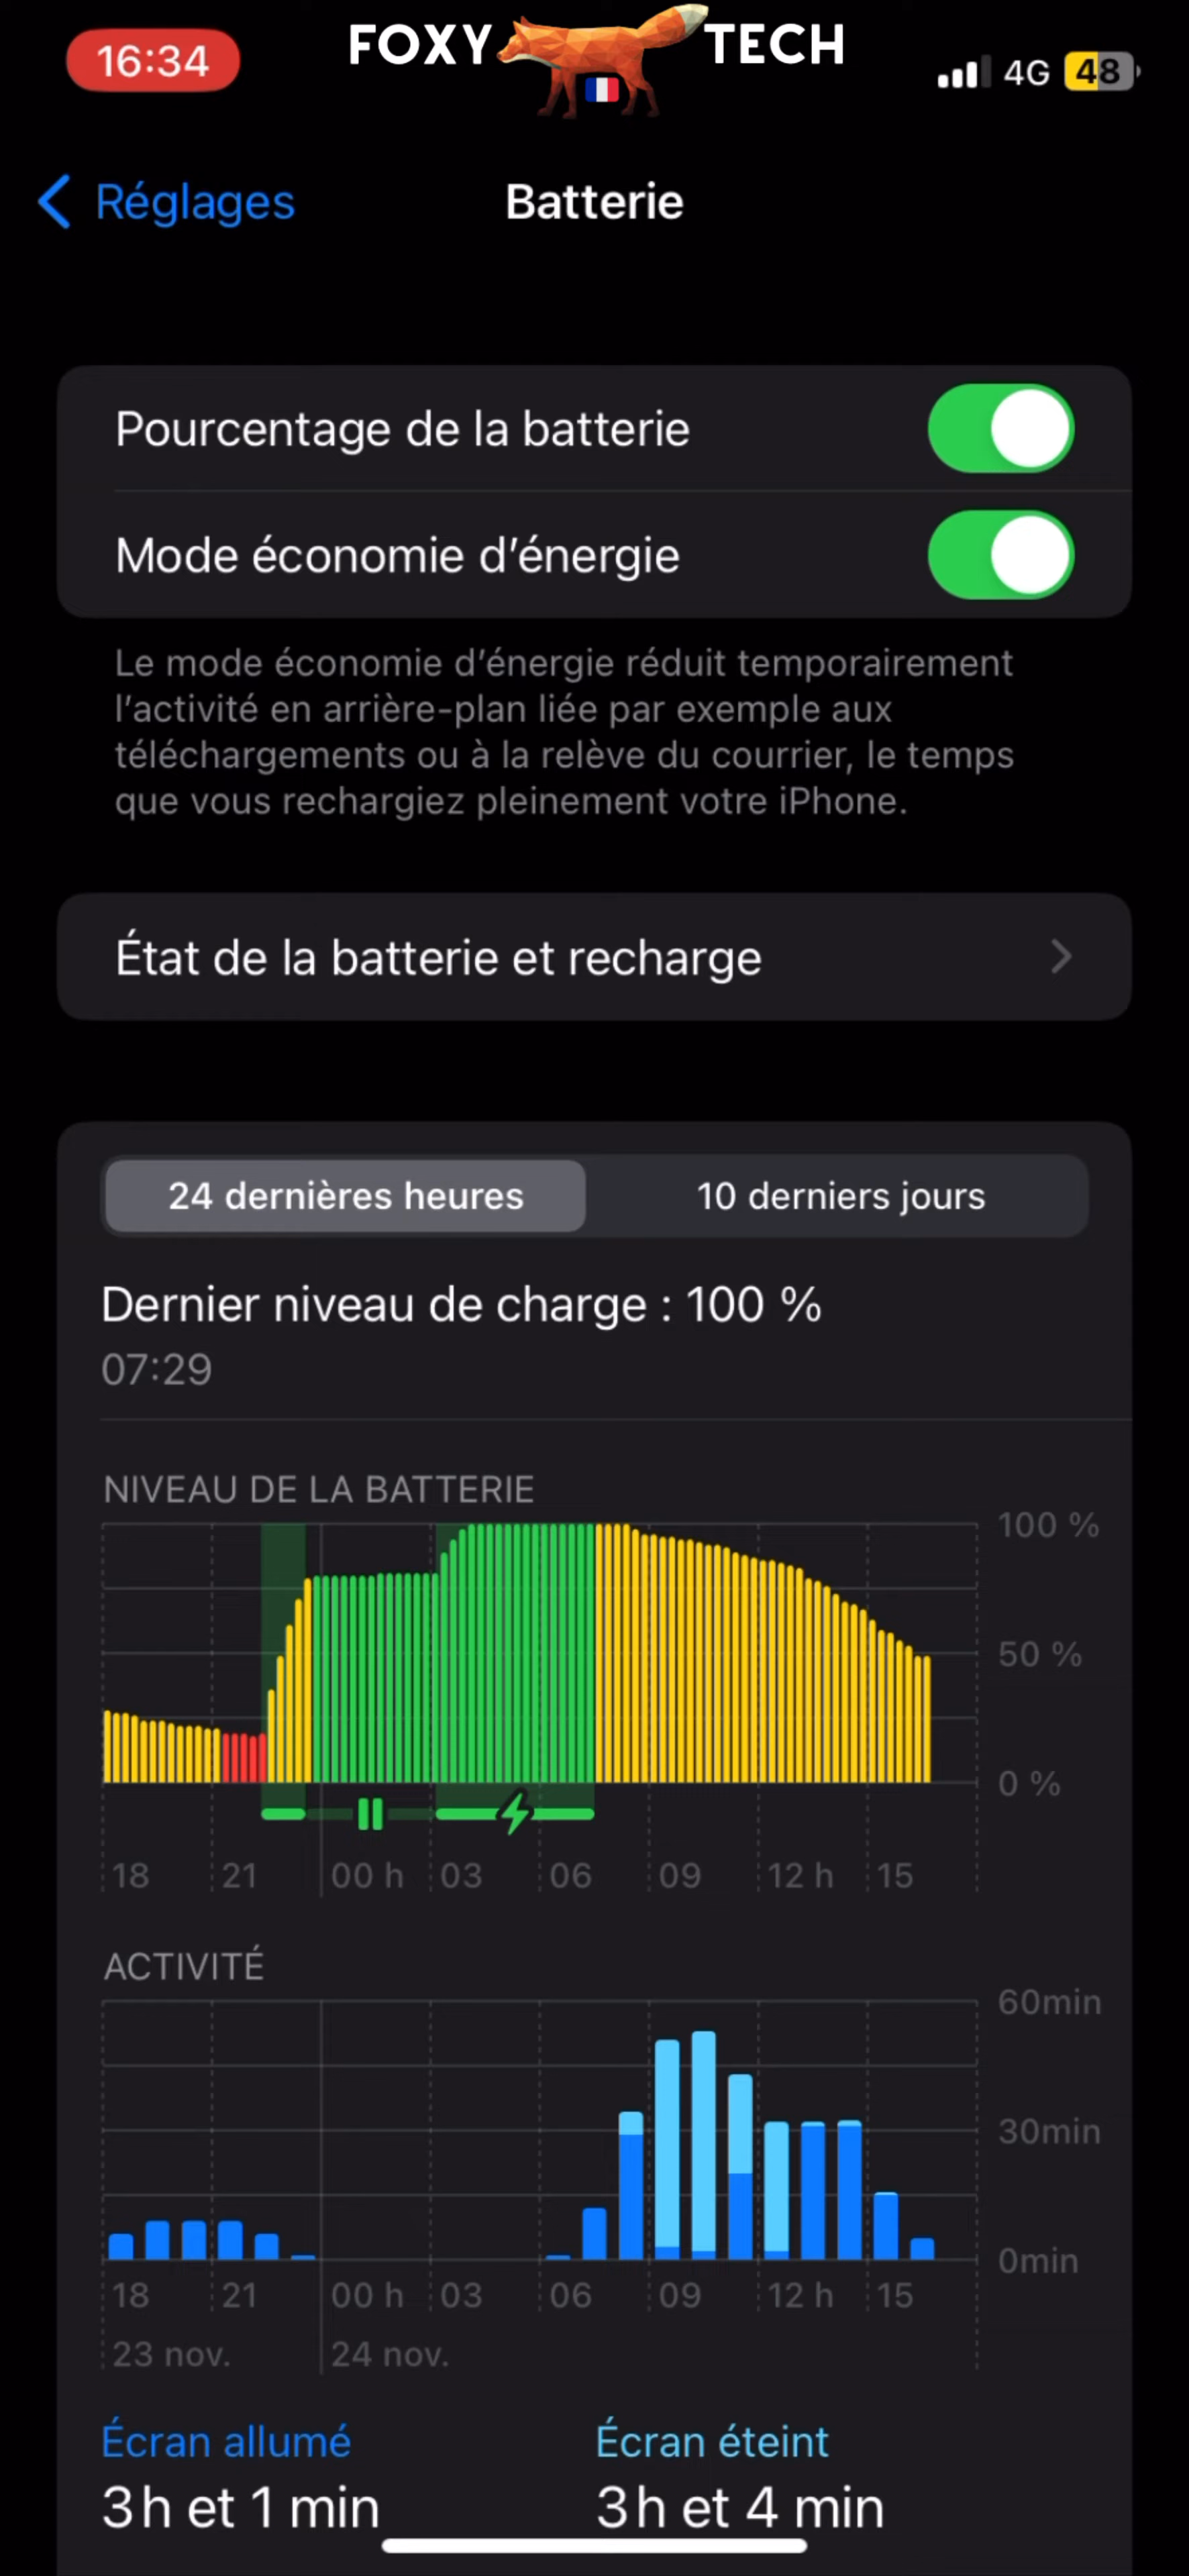 16:34
FOXY TECH
4G 48
Réglages
Batterie
Pourcentage de la batterie
Mode économie d’énergie
Le mode économie d’énergie réduit temporairement
l’activité en arrière-plan liée par exemple aux
téléchargements ou à la relève du courrier, le temps
que vous rechargiez pleinement votre iPhone.
État de la batterie et recharge
24 dernières heures
10 derniers jours
Dernier niveau de charge : 100 %
07:29
NIVEAU DE LA BATTERIE
100 %
50 %
0 %
18 21 00 h 03 06 09 12 h 15
ACTIVITÉ
60min
30min
0min
18 21 00 h 03 06 09 12 h 15
23 nov. 24 nov.
Écran allumé Écran éteint
3 h et 1 min 3 h et 4 min